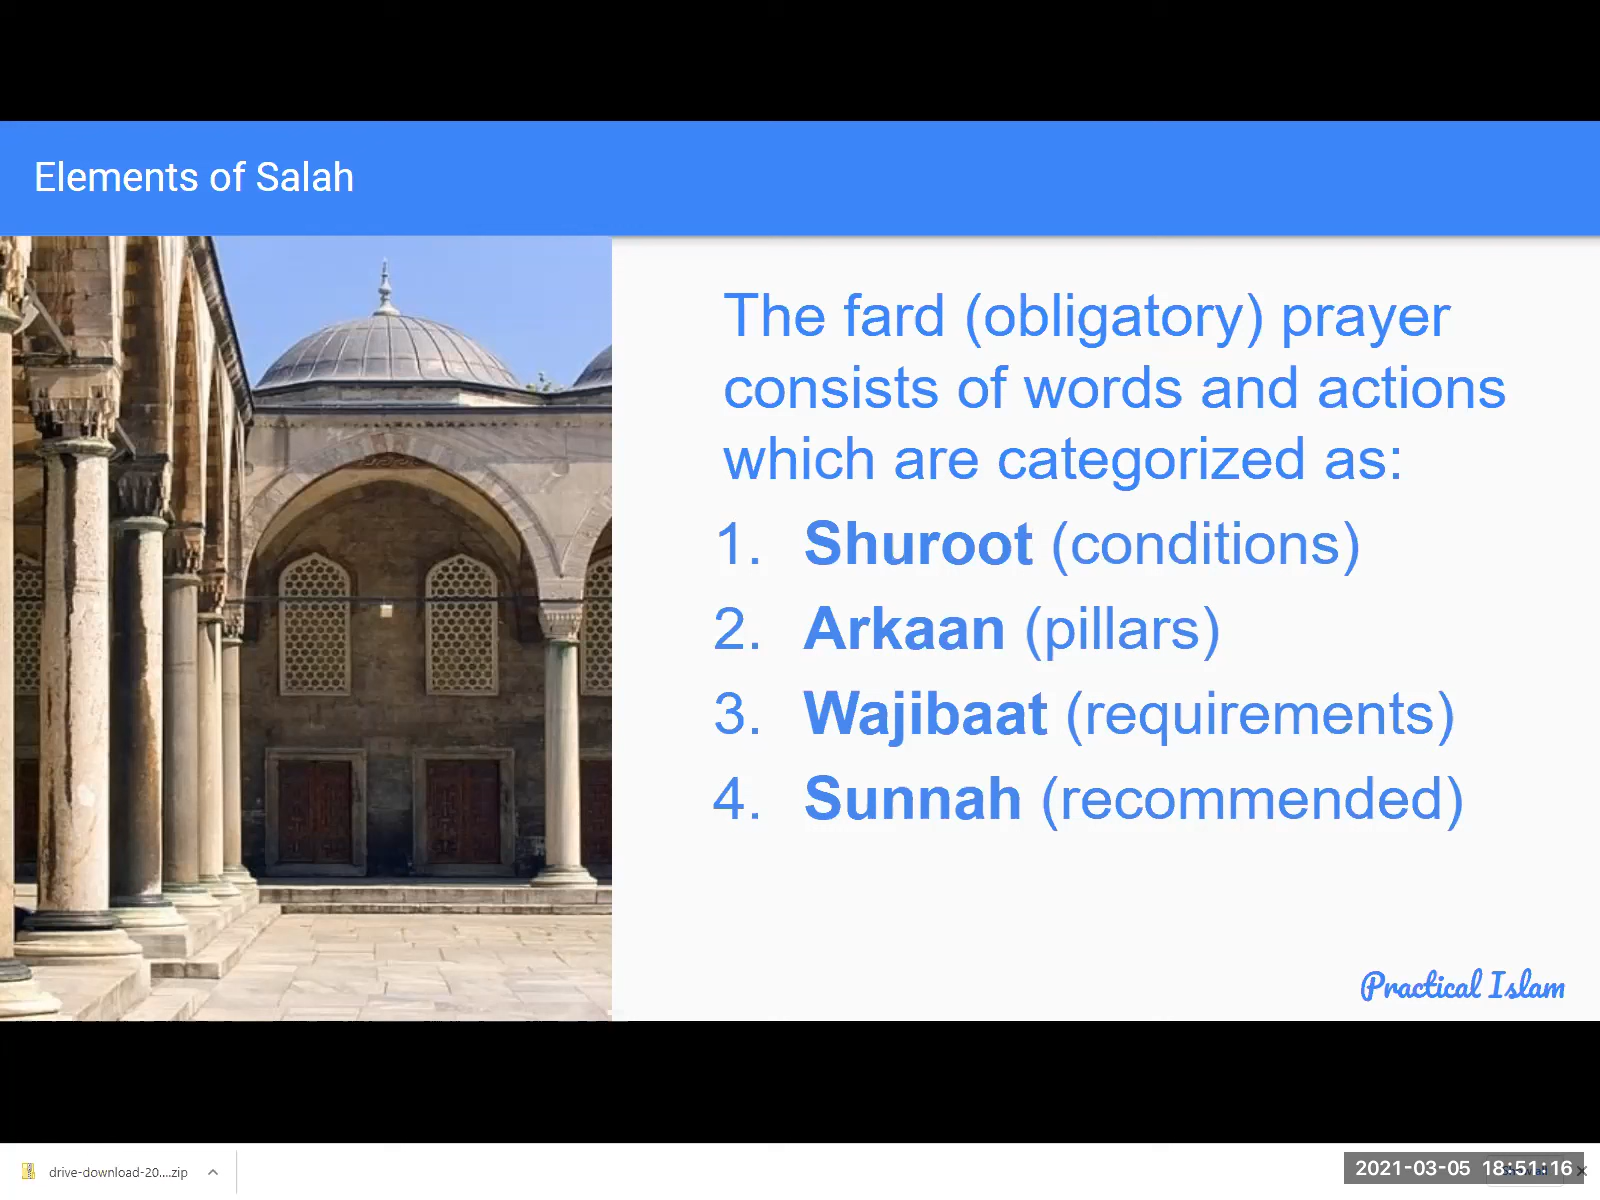 Elements of Salah
The fard (obligatory) prayer
consists of words and actions
which are categorized as:
1. Shuroot (conditions)
2. Arkaan (pillars)
3. Wajibaat (requirements)
4. Sunnah (recommended)
Practical Islam
drive-download-20....zip
2021-03-05 18:51:16